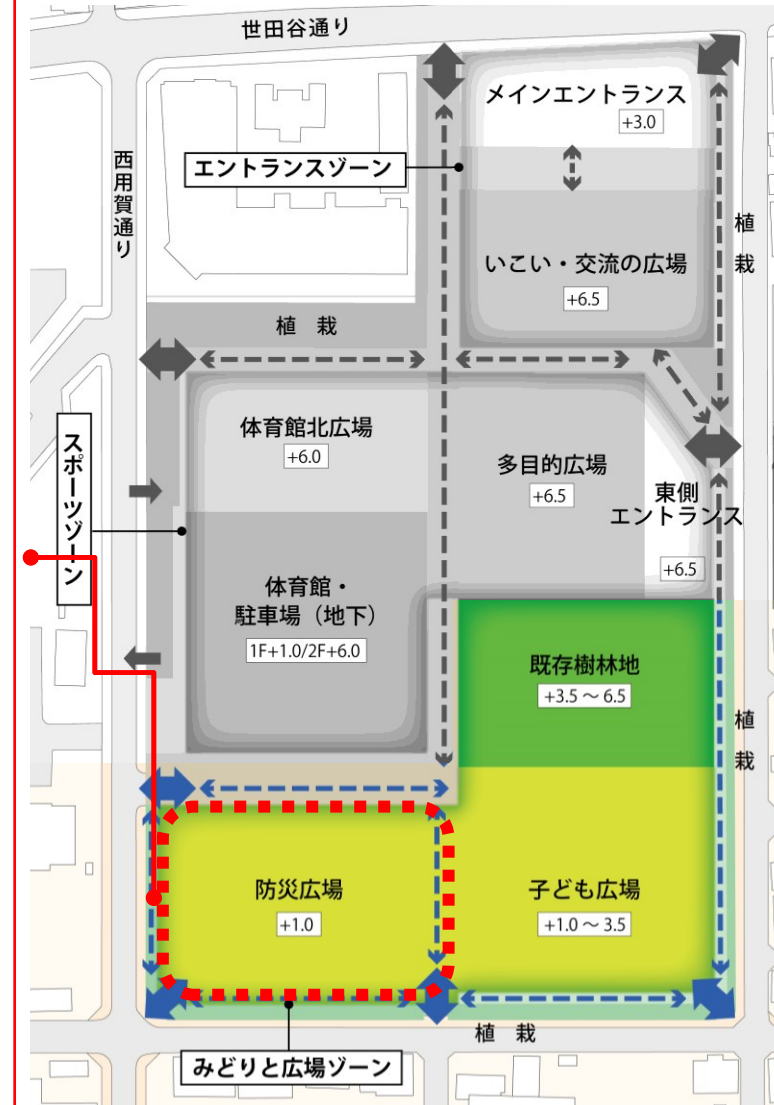 世田谷通り
メインエントランス
+3.0
西用賀通り
エントランスゾーン
植栽
いこい・交流の広場
+6.5
植 栽
体育館北広場
+6.0
スポーツゾーン
多目的広場
+6.5
東側
エントランス
+6.5
体育館・
駐車場（地下）
1F+1.0/2F+6.0
既存樹林地
+3.5～6.5
植栽
防災広場
+1.0
子ども広場
+1.0～3.5
植 栽
みどりと広場ゾーン